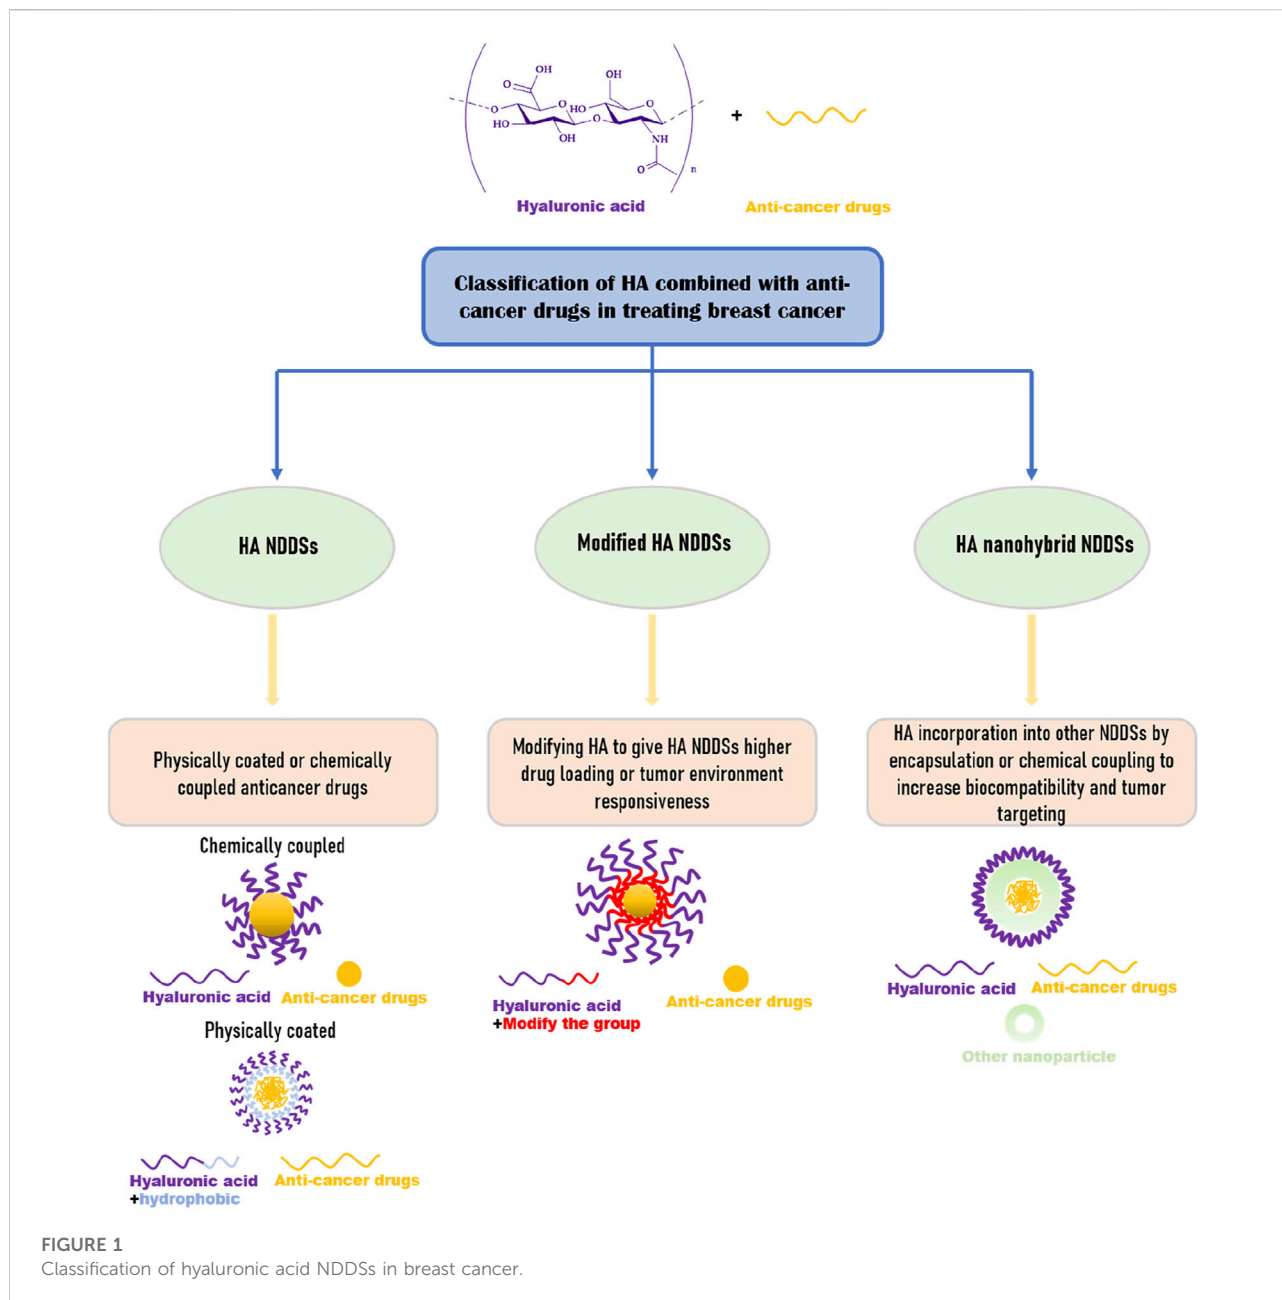 O
OH
O
O
HO
OH
HO
OH
O
O
NH
O
n
+
Hyaluronic acid
Anti-cancer drugs
Classification of HA combined with anti-
cancer drugs in treating breast cancer
HA NDDSs
Modified HA NDDSs
HA nanohybrid NDDSs
Physically coated or chemically
coupled anticancer drugs
Modifying HA to give HA NDDSs higher
drug loading or tumor environment
responsiveness
HA incorporation into other NDDSs by
encapsulation or chemical coupling to
increase biocompatibility and tumor
targeting
Chemically coupled
Hyaluronic acid
Anti-cancer drugs
Physically coated
Hyaluronic acid
+hydrophobic
Anti-cancer drugs
Hyaluronic acid
+Modify the group
Anti-cancer drugs
Hyaluronic acid
Anti-cancer drugs
Other nanoparticle
FIGURE 1
Classification of hyaluronic acid NDDSs in breast cancer.